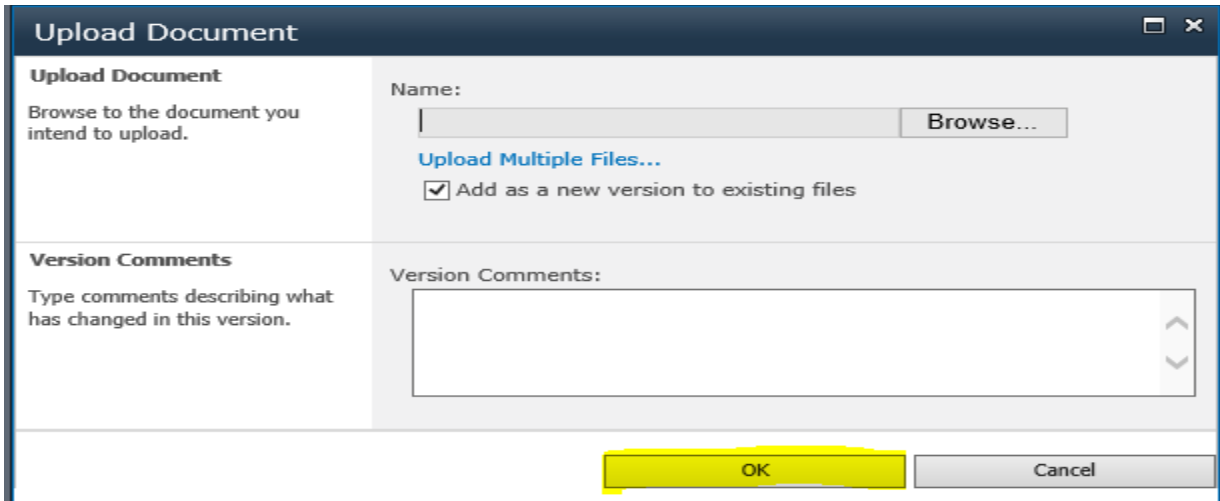 Upload Document
Upload Document
Browse to the document you
intend to upload.
Name:
Browse...
Upload Multiple Files...
Add as a new version to existing files
Version Comments
Type comments describing what
has changed in this version.
Version Comments:
OK
Cancel